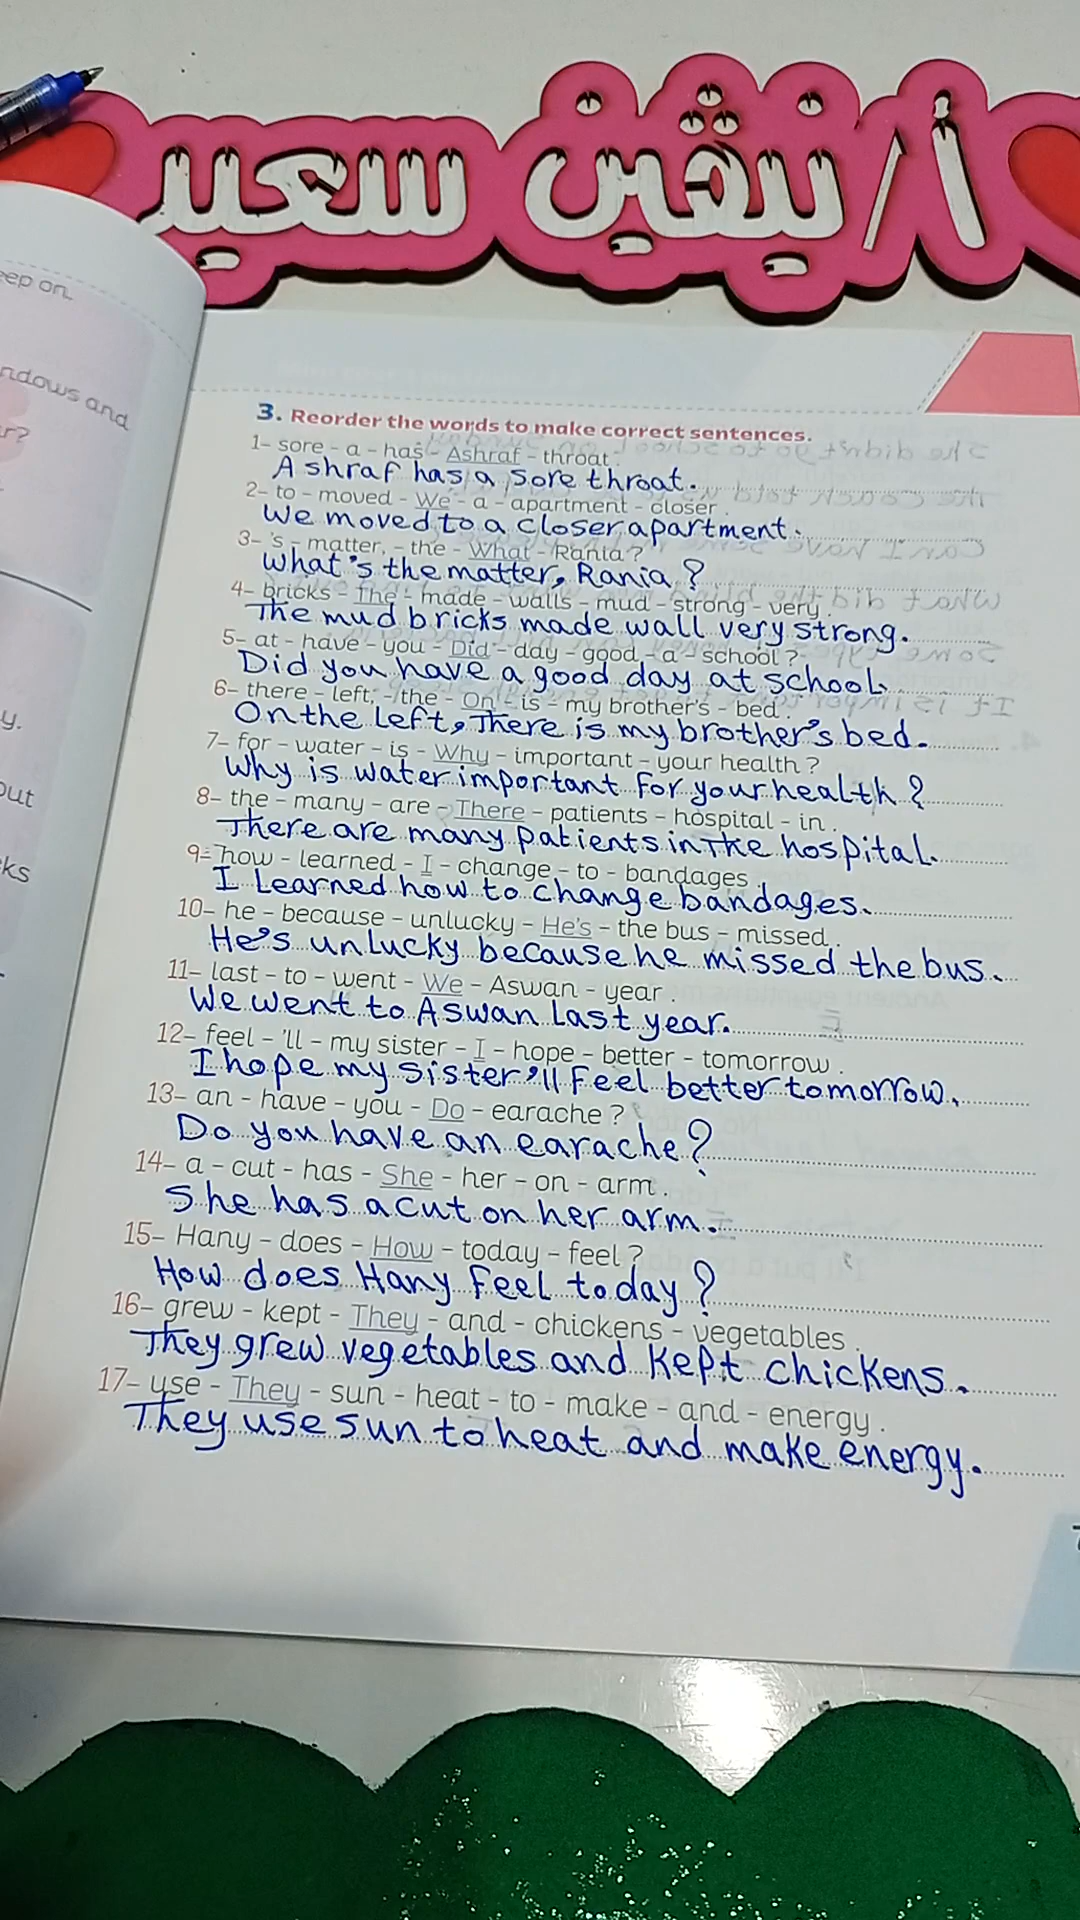 أ/نيڤين سعيد
eep on.
ndows and
r?
y.
out
ks
3. Reorder the words to make correct sentences.
1- sore - a - has - Ashraf - throat.
Ashraf has a sore throat.
2- to - moved - We - a - apartment - closer.
We moved to a closer apartment.
3- 's - matter, - the - What - Rania?
What's the matter, Rania?
4- bricks - The - made - walls - mud - strong - very.
The mud bricks made wall very strong.
5- at - have - you - Did - day - good - a - school?
Did you have a good day at school.
6- there - left, - the - On - is - my brother's - bed.
On the left, There is my brother's bed.
7- for - water - is - Why - important - your health?
Why is water important for your health?
8- the - many - are - There - patients - hospital - in.
There are many patients in the hospital.
9- how - learned - I - change - to - bandages.
I learned how to change bandages.
10- he - because - unlucky - He's - the bus - missed.
He's unlucky because he missed the bus.
11- last - to - went - We - Aswan - year.
We went to Aswan last year.
12- feel - 'll - my sister - I - hope - better - tomorrow.
I hope my sister'll feel better tomorrow.
13- an - have - you - Do - earache?
Do you have an earache?
14- a - cut - has - She - her - on - arm.
She has a cut on her arm.
15- Hany - does - How - today - feel?
How does Hany feel today?
16- grew - kept - They - and - chickens - vegetables.
They grew vegetables and kept chickens.
17- use - They - sun - heat - to - make - and - energy.
They use sun to heat and make energy.